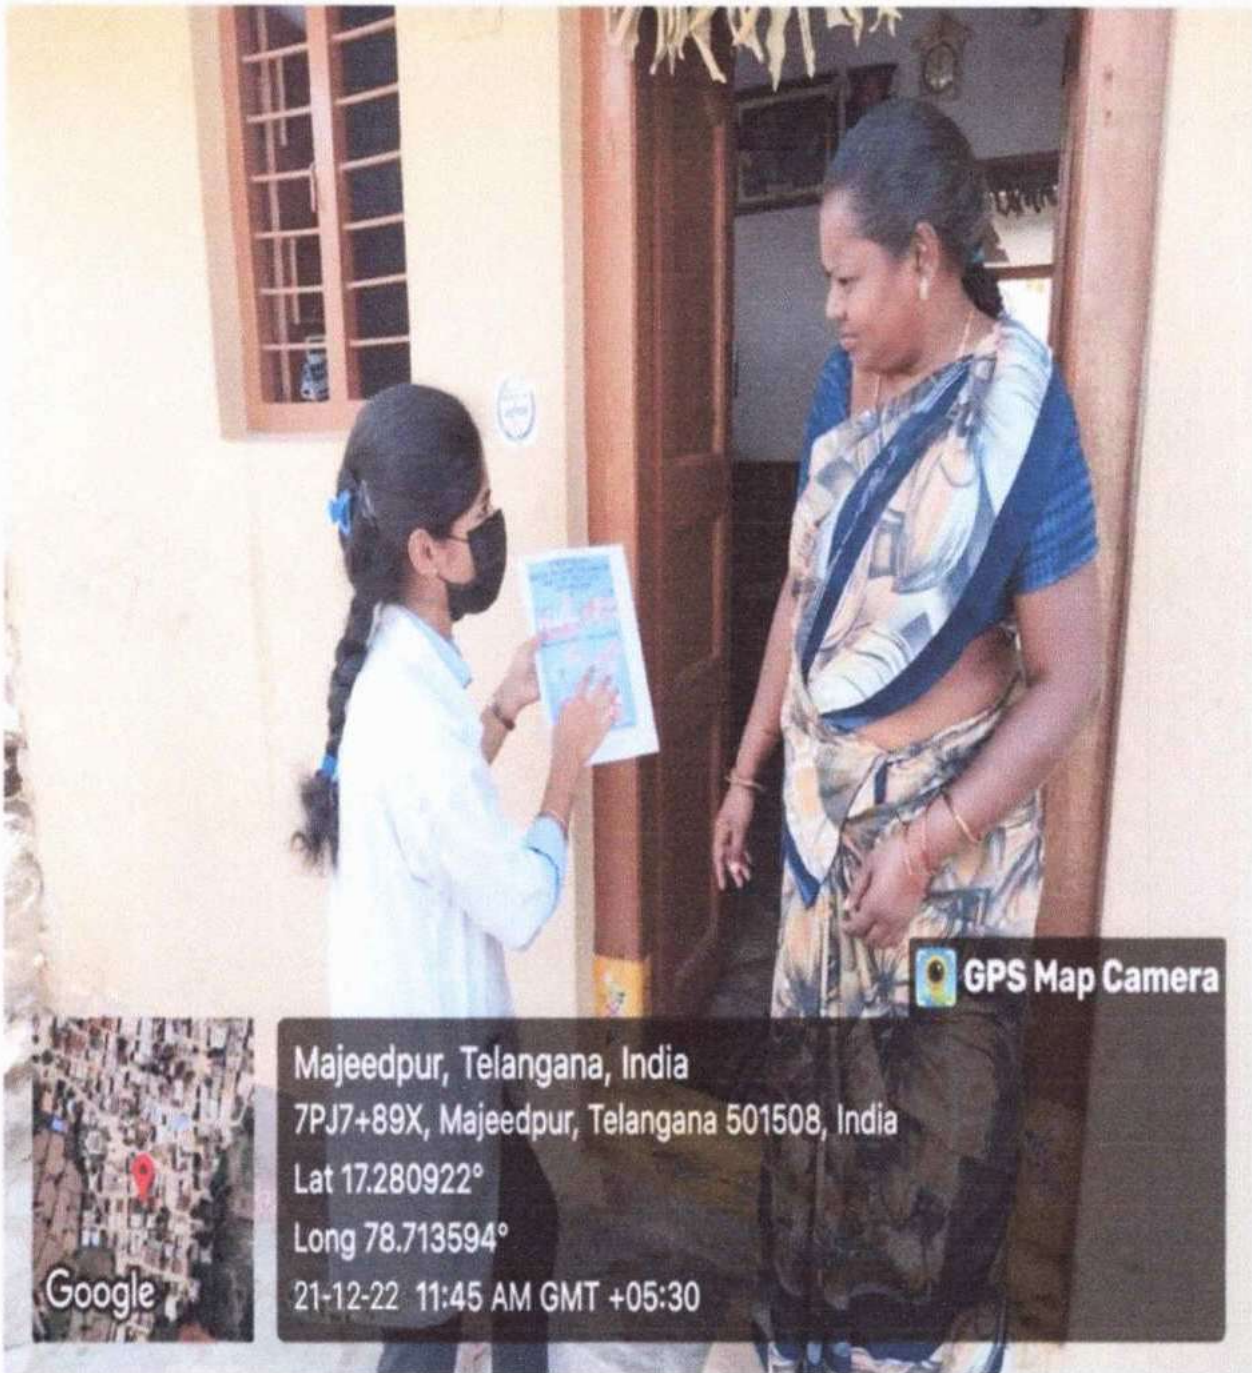 GPS Map Camera
Majeedpur, Telangana, India
7PJ7+89X, Majeedpur, Telangana 501508, India
Lat 17.280922°
Long 78.713594°
21-12-22 11:45 AM GMT +05:30
Google